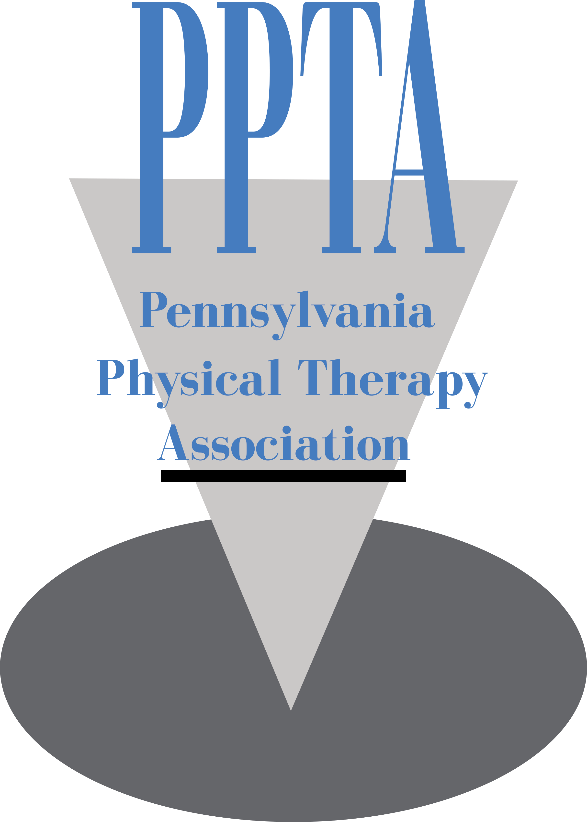 PPTA
Pennsylvania
Physical Therapy
Association